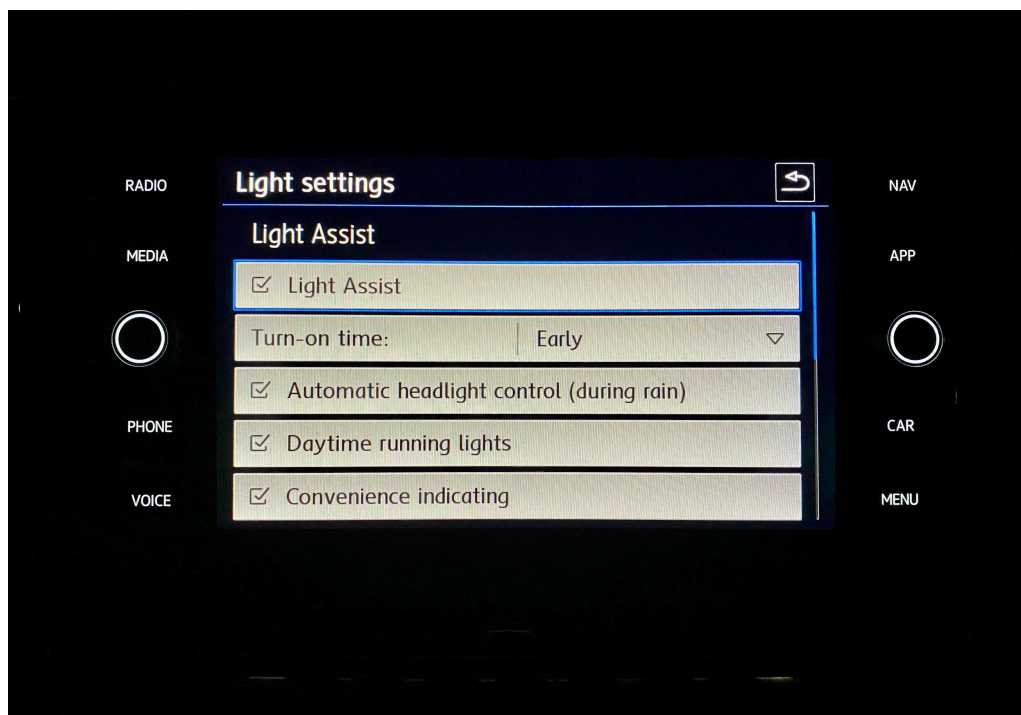 RADIO
MEDIA
PHONE
VOICE
Light settings
Light Assist
Light Assist
Turn-on time: Early
Automatic headlight control (during rain)
Daytime running lights
Convenience indicating
NAV
APP
CAR
MENU